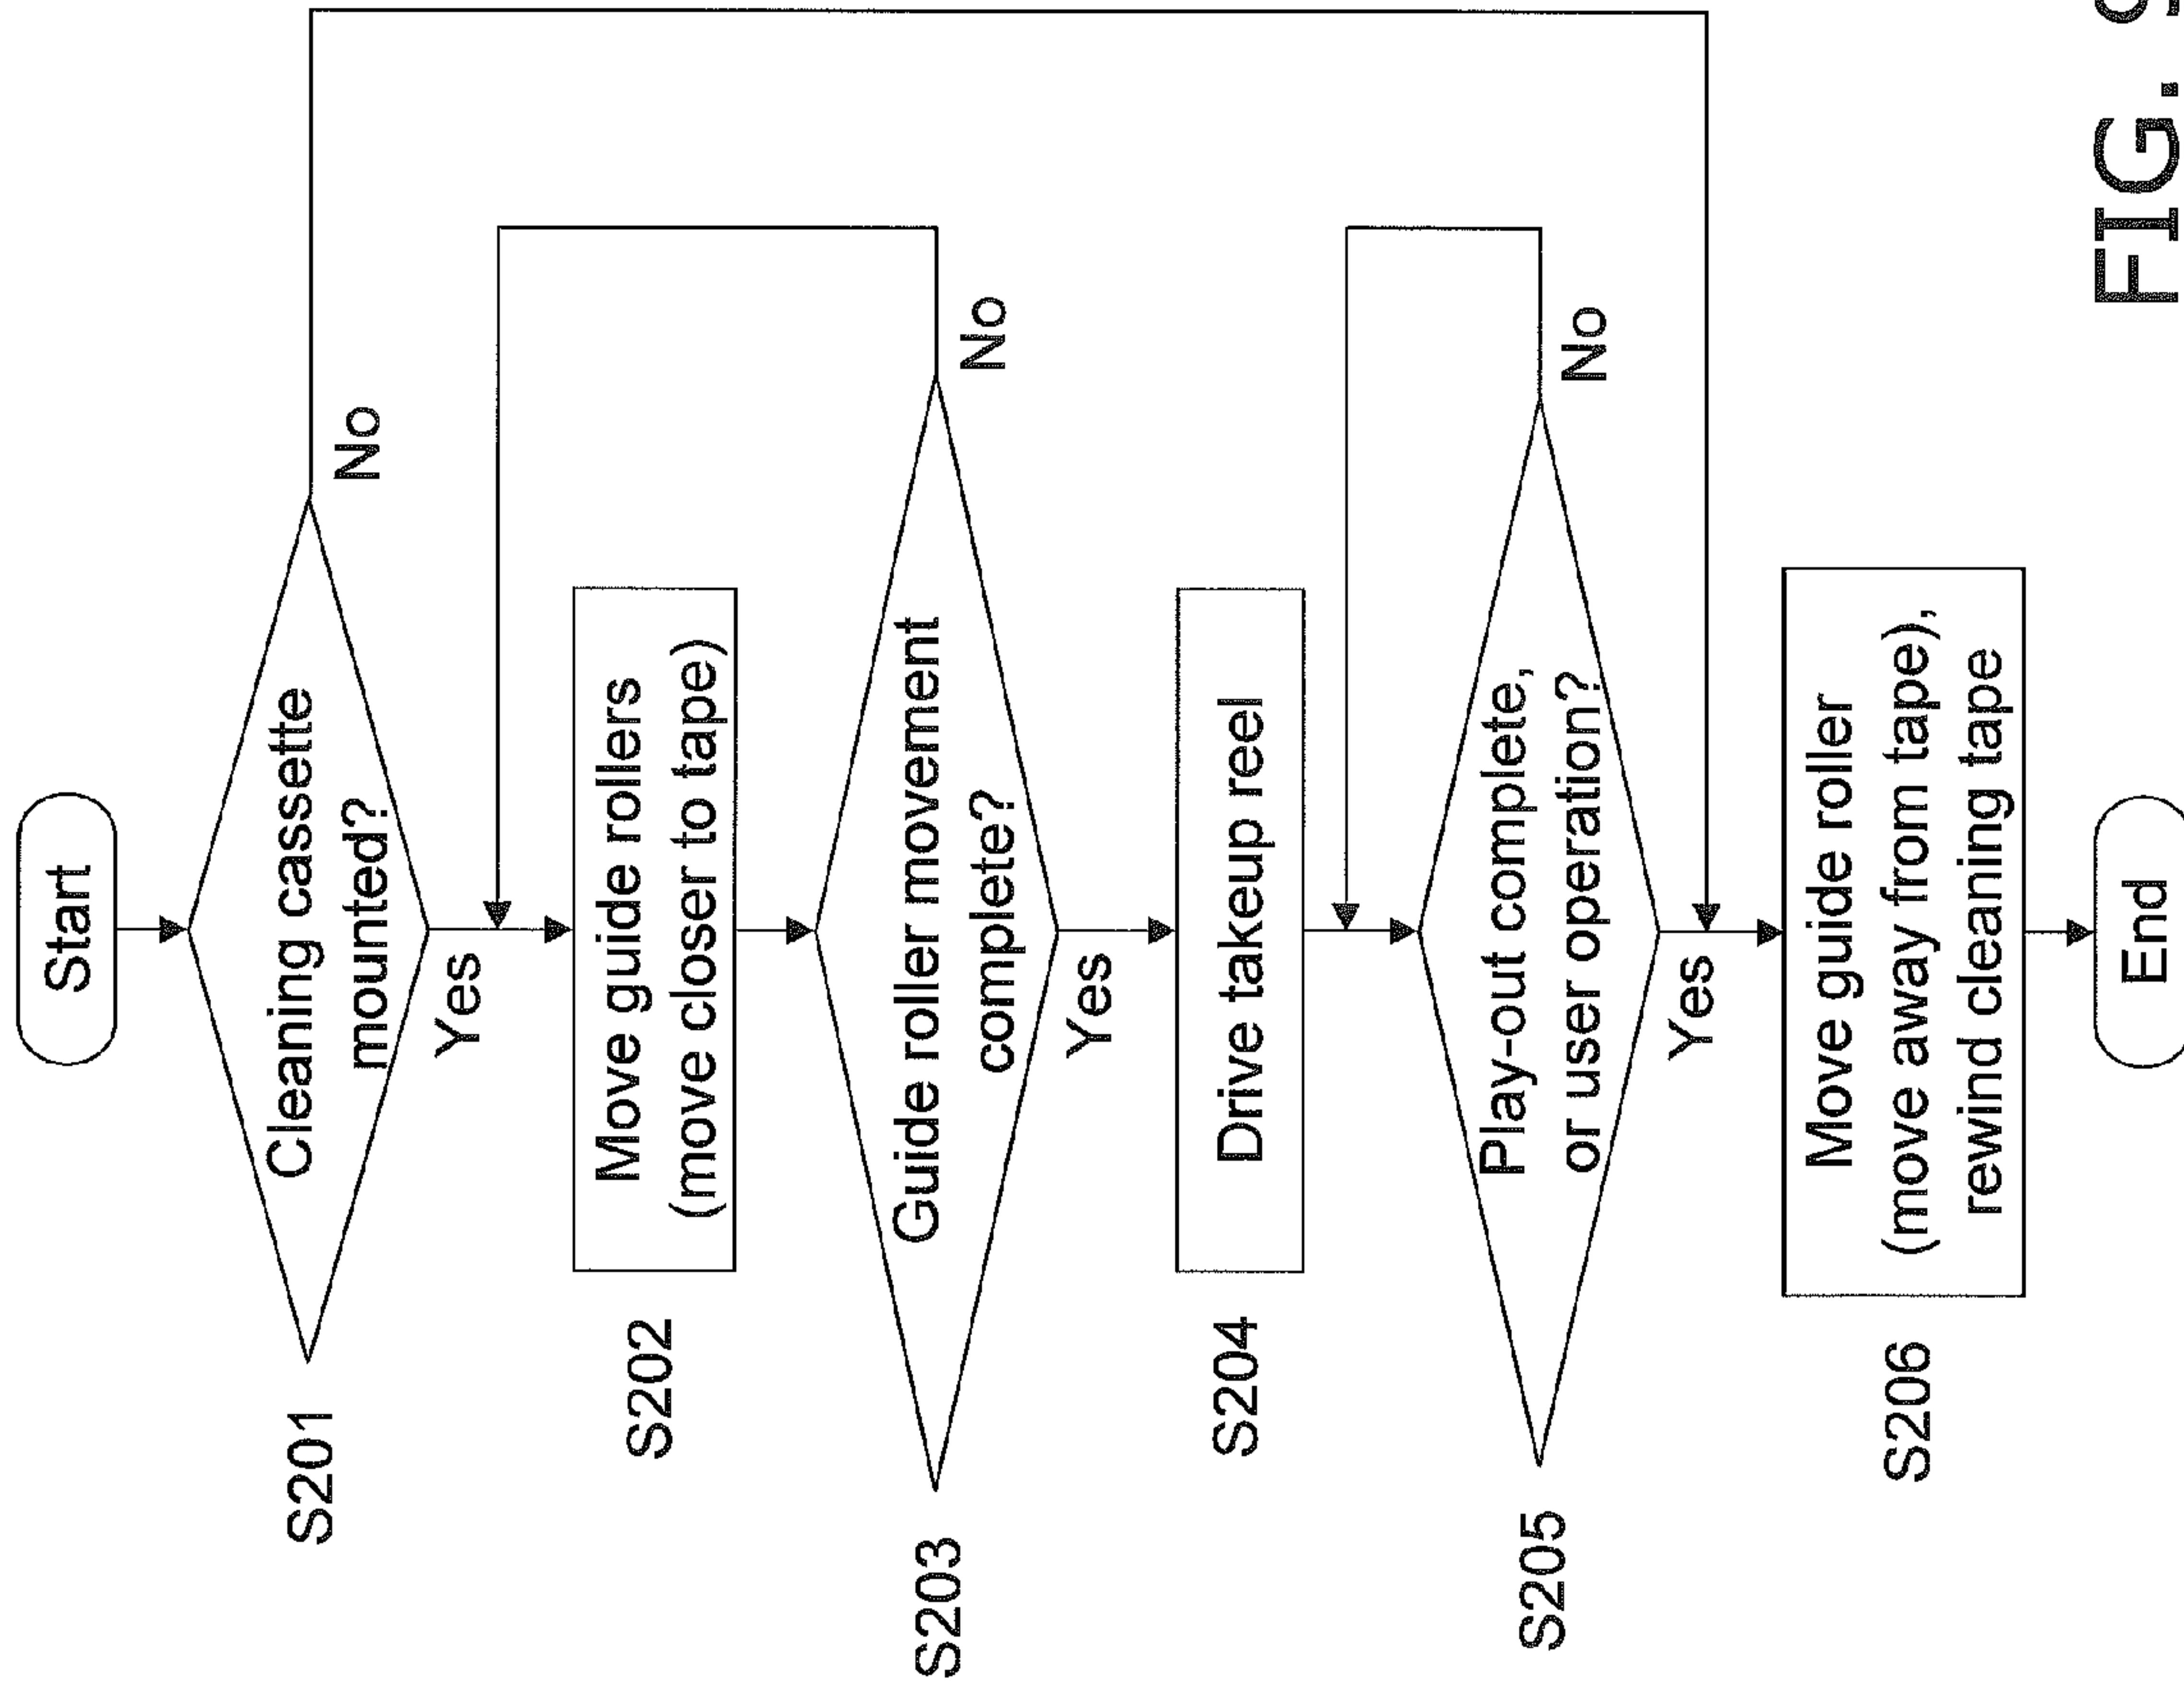 Start
S201
Cleaning cassette
mounted?
No
Yes
S202
Move guide rollers
(move closer to tape)
S203
Guide roller movement
complete?
No
Yes
S204
Drive takeup reel
S205
Play-out complete,
or user operation?
No
Yes
S206
Move guide roller
(move away from tape),
rewind cleaning tape
End
FIG. 9